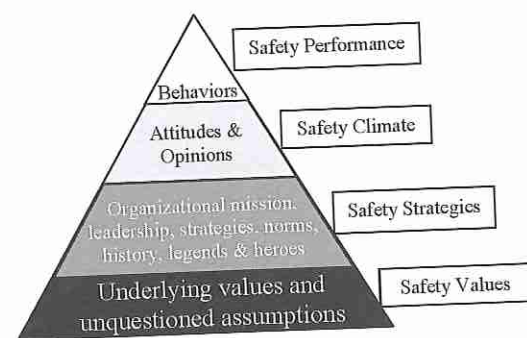 Safety Performance
Behaviors
Attitudes &
Opinions
Safety Climate
Organizational mission,
leadership, strategies, norms,
history, legends & heroes
Safety Strategies
Underlying values and
unquestioned assumptions
Safety Values